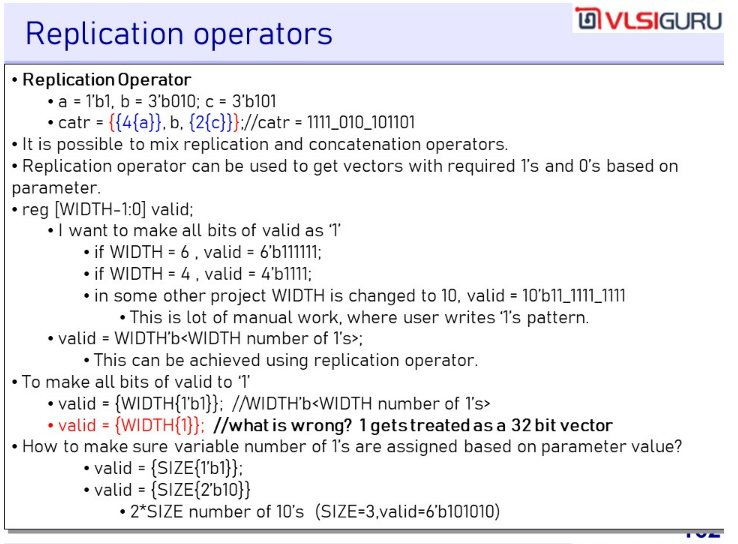 Replication operators
VLSIGURU
• Replication Operator
• a = 1'b1, b = 3'b010; c = 3'b101
• catr = {{4{a}}, b, {2{c}}};//catr = 1111_010_101101
• It is possible to mix replication and concatenation operators.
• Replication operator can be used to get vectors with required 1's and 0's based on
parameter.
• reg [WIDTH-1:0] valid;
• I want to make all bits of valid as '1'
• if WIDTH = 6 , valid = 6'b111111;
• if WIDTH = 4 , valid = 4'b1111;
• in some other project WIDTH is changed to 10, valid = 10'b11_1111_1111
• This is lot of manual work, where user writes '1's pattern.
• valid = WIDTH'b<WIDTH number of 1's>;
• This can be achieved using replication operator.
• To make all bits of valid to '1'
• valid = {WIDTH{1'b1}}; //WIDTH'b<WIDTH number of 1's>
• valid = {WIDTH{1}}; //what is wrong? 1 gets treated as a 32 bit vector
• How to make sure variable number of 1's are assigned based on parameter value?
• valid = {SIZE{1'b1}};
• valid = {SIZE{2'b10}}
• 2*SIZE number of 10's (SIZE=3,valid=6'b101010)